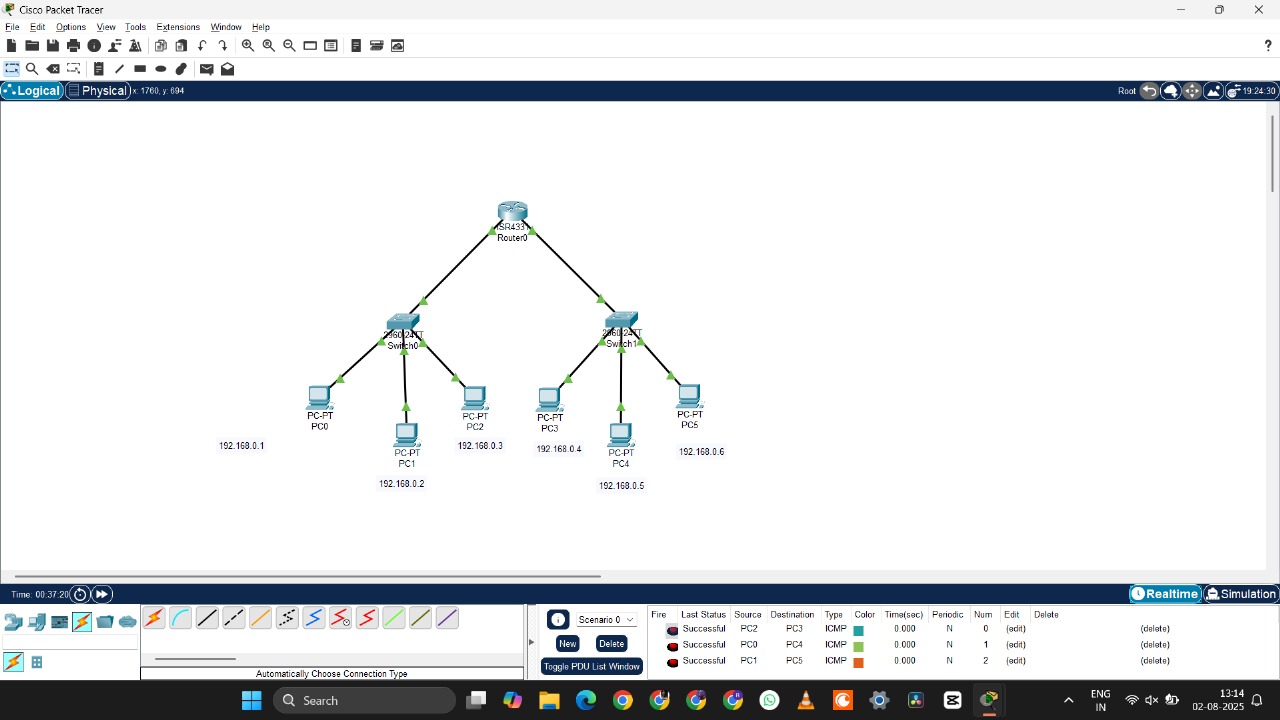 Cisco Packet Tracer
File Edit Options View Tools Extensions Window Help
?
Logical Physical x: 1760, y: 694 Root 19:24:30
ISR4331
Router0
2960-24TT
Switch0
2960-24TT
Switch1
PC-PT
PC0
PC-PT
PC1
PC-PT
PC2
PC-PT
PC3
PC-PT
PC4
PC-PT
PC5
192.168.0.1
192.168.0.2
192.168.0.3
192.168.0.4
192.168.0.5
192.168.0.6
Time: 00:37:20 Realtime Simulation
Scenario 0
New Delete
Toggle PDU List Window
Automatically Choose Connection Type
Fire Last Status Source Destination Type Color Time(sec) Periodic Num Edit Delete
Successful PC2 PC3 ICMP 0.000 N 0 (edit) (delete)
Successful PC0 PC4 ICMP 0.000 N 1 (edit) (delete)
Successful PC1 PC5 ICMP 0.000 N 2 (edit) (delete)
Search
ENG
IN
13:14
02-08-2025